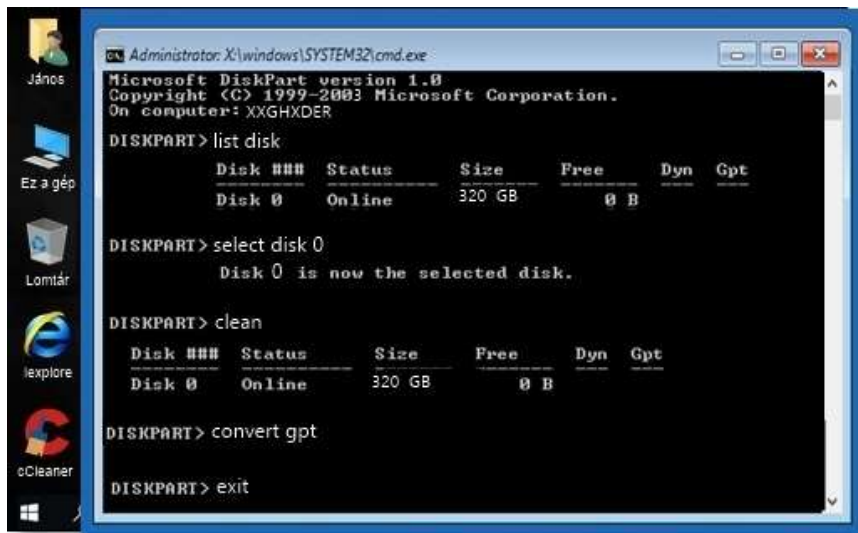 János
Ez a gép
Lomtár
Iexplore
cCleaner
Administrator: X:\windows\SYSTEM32\cmd.exe
Microsoft DiskPart version 1.0
Copyright (C) 1999-2003 Microsoft Corporation.
On computer: XXGHXDER
DISKPART> list disk
Disk ### Status Size Free Dyn Gpt
Disk 0 Online 320 GB 0 B
DISKPART> select disk 0
Disk 0 is now the selected disk.
DISKPART> clean
Disk ### Status Size Free Dyn Gpt
Disk 0 Online 320 GB 0 B
DISKPART> convert gpt
DISKPART> exit